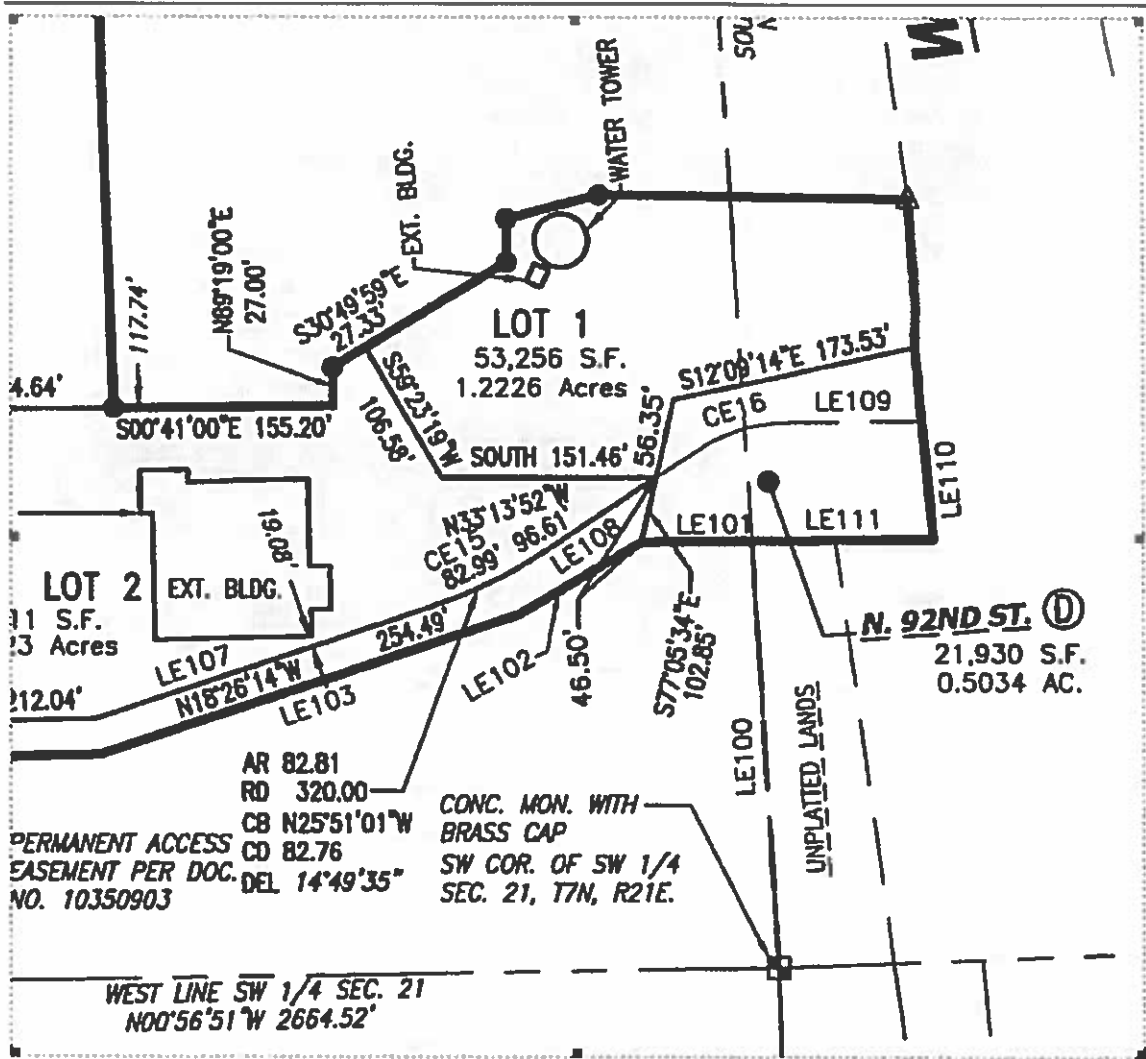 SOU
W
WATER TOWER
EXT. BLDG.
N89°19'00"E
27.00'
117.74'
S30°49'59"E
27.33'
LOT 1
53,256 S.F.
1.2226 Acres
S12°09'14"E 173.53'
4.64'
S00°41'00"E 155.20'
S59°23'19"W
106.58'
SOUTH 151.46'
56.35'
CE16
LE109
LE110
N33°13'52"W
CE15
82.99' 96.61'
LE108
LE101
LE111
19.08'
LOT 2
EXT. BLDG.
11 S.F.
23 Acres
LE107
254.49'
N18°26'14"W
212.04'
LE103
LE102
46.50'
S77°05'34"E
102.85'
N. 92ND ST. D
21,930 S.F.
0.5034 AC.
LE100
UNPLATTED LANDS
AR 82.81
RD 320.00
CB N25°51'01"W
CD 82.76
DEL 14°49'35"
PERMANENT ACCESS
EASEMENT PER DOC.
NO. 10350903
CONC. MON. WITH
BRASS CAP
SW COR. OF SW 1/4
SEC. 21, T7N, R21E.
WEST LINE SW 1/4 SEC. 21
N00°56'51"W 2664.52'